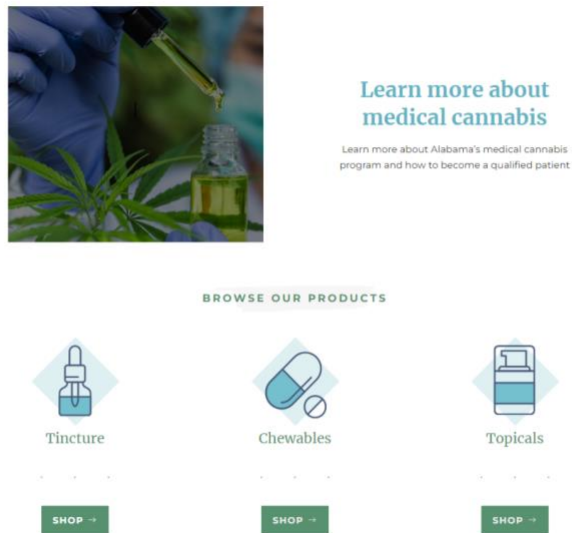 Learn more about
medical cannabis
Learn more about Alabama's medical cannabis
program and how to become a qualified patient
BROWSE OUR PRODUCTS
Tincture
Chewables
Topicals
SHOP →
SHOP →
SHOP →